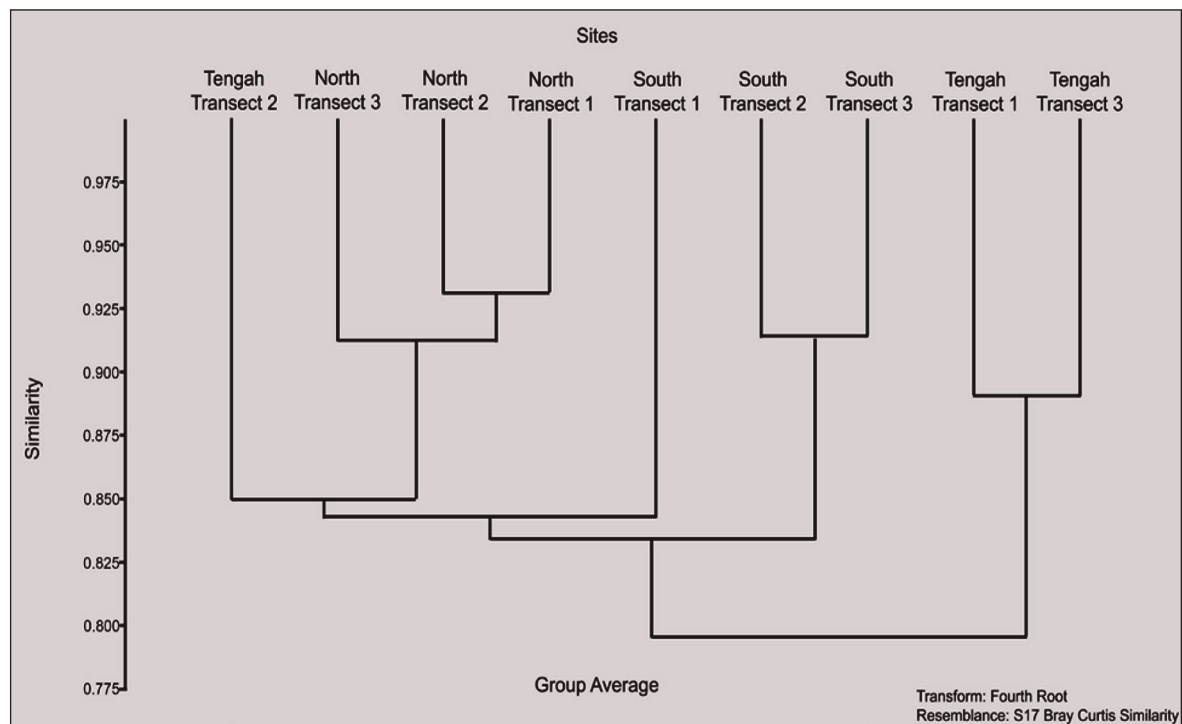 Sites
Tengah North North North South South South Tengah Tengah
Transect 2 Transect 3 Transect 2 Transect 1 Transect 1 Transect 2 Transect 3 Transect 1 Transect 3
0.975
0.950
0.925
0.900
0.875
0.850
0.825
0.800
0.775
Similarity
Group Average
Transform: Fourth Root
Resemblance: S17 Bray Curtis Similarity